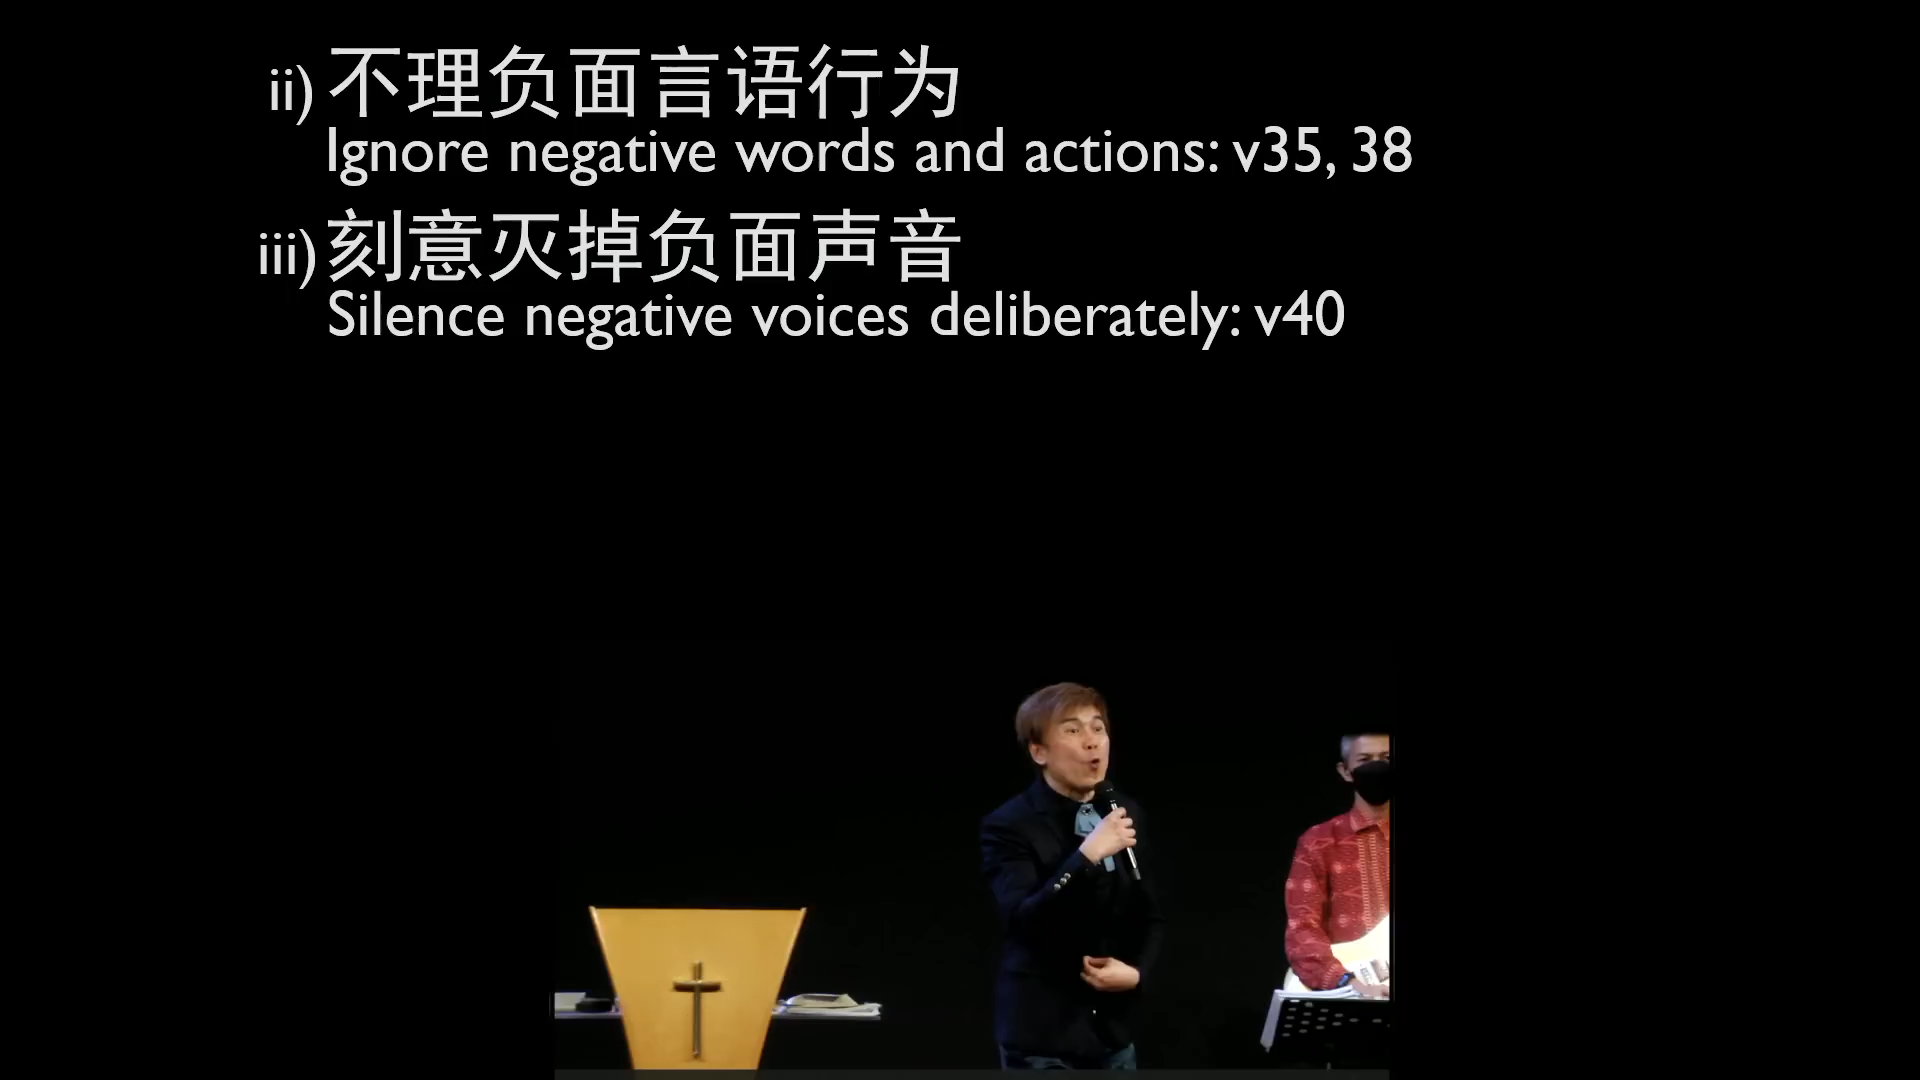 ii) 不理负面言语行为
Ignore negative words and actions: v35, 38
iii) 刻意灭掉负面声音
Silence negative voices deliberately: v40